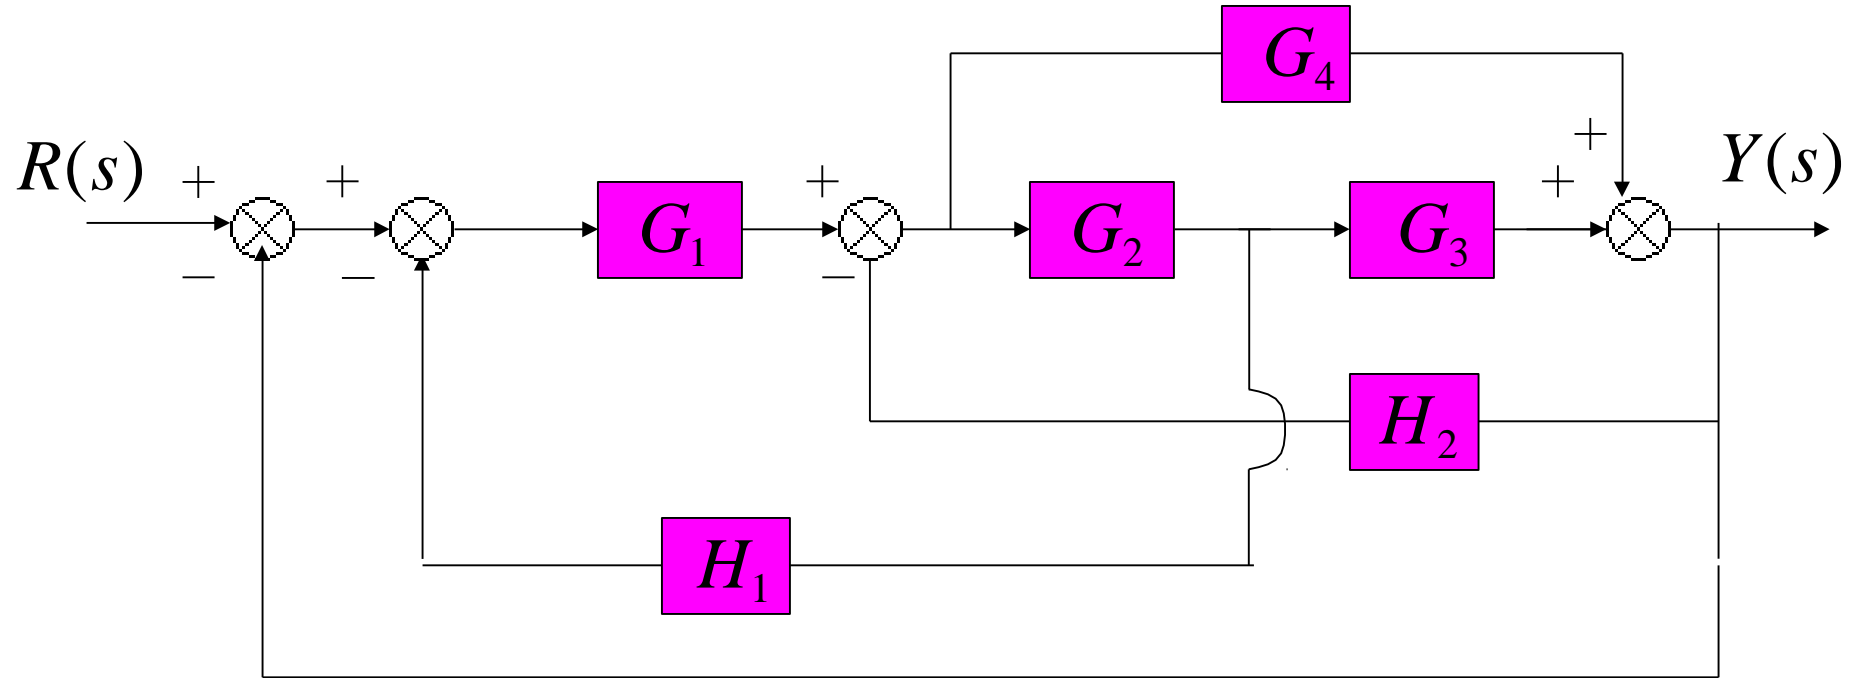 G4
R(s) + + + + + Y(s)
G1 G2 G3
− − −
H2
H1